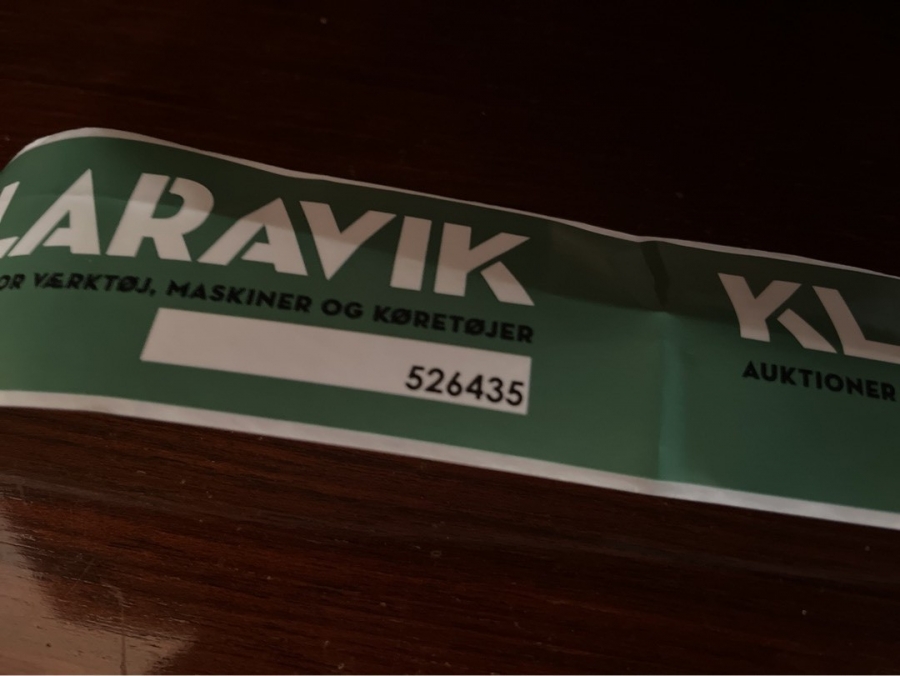 LARAVIK
OR VÆRKTØJ, MASKINER OG KØRETØJER
526435
KL
AUKTIONER